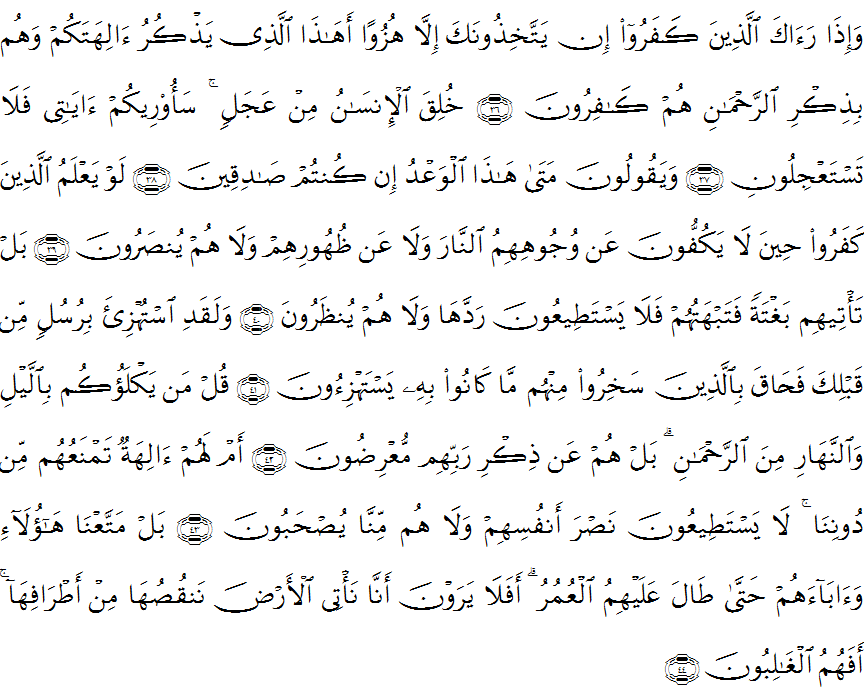 وَإِذَا رَءَاكَ ٱلَّذِينَ كَفَرُوٓا۟ إِن يَتَّخِذُونَكَ إِلَّا هُزُوًا أَهَـٰذَا ٱلَّذِى يَذْكُرُ ءَالِهَتَكُمْ وَهُم
بِذِكْرِ ٱلرَّحْمَـٰنِ هُمْ كَـٰفِرُونَ ٣٦ خُلِقَ ٱلْإِنسَـٰنُ مِنْ عَجَلٍ ۚ سَأُو۟رِيكُمْ ءَايَـٰتِى فَلَا
تَسْتَعْجِلُونِ ٣٧ وَيَقُولُونَ مَتَىٰ هَـٰذَا ٱلْوَعْدُ إِن كُنتُمْ صَـٰدِقِينَ ٣٨ لَوْ يَعْلَمُ ٱلَّذِينَ
كَفَرُوا۟ حِينَ لَا يَكُفُّونَ عَن وُجُوهِهِمُ ٱلنَّارَ وَلَا عَن ظُهُورِهِمْ وَلَا هُمْ يُنصَرُونَ ٣٩ بَلْ
تَأْتِيهِم بَغْتَةً فَتَبْهَتُهُمْ فَلَا يَسْتَطِيعُونَ رَدَّهَا وَلَا هُمْ يُنظَرُونَ ٤٠ وَلَقَدِ ٱسْتُهْزِئَ بِرُسُلٍ مِّن
قَبْلِكَ فَحَاقَ بِٱلَّذِينَ سَخِرُوا۟ مِنْهُم مَّا كَانُوا۟ بِهِۦ يَسْتَهْزِءُونَ ٤١ قُلْ مَن يَكْلَؤُكُم بِٱلَّيْلِ
وَٱلنَّهَارِ مِنَ ٱلرَّحْمَـٰنِ ۗ بَلْ هُمْ عَن ذِكْرِ رَبِّهِم مُّعْرِضُونَ ٤٢ أَمْ لَهُمْ ءَالِهَةٌ تَمْنَعُهُم مِّن
دُونِنَا ۚ لَا يَسْتَطِيعُونَ نَصْرَ أَنفُسِهِمْ وَلَا هُم مِّنَّا يُصْحَبُونَ ٤٣ بَلْ مَتَّعْنَا هَـٰٓؤُلَآءِ
وَءَابَآءَهُمْ حَتَّىٰ طَالَ عَلَيْهِمُ ٱلْعُمُرُ ۗ أَفَلَا يَرَوْنَ أَنَّا نَأْتِى ٱلْأَرْضَ نَنقُصُهَا مِنْ أَطْرَافِهَآ ۚ
أَفَهُمُ ٱلْغَـٰلِبُونَ ٤٤